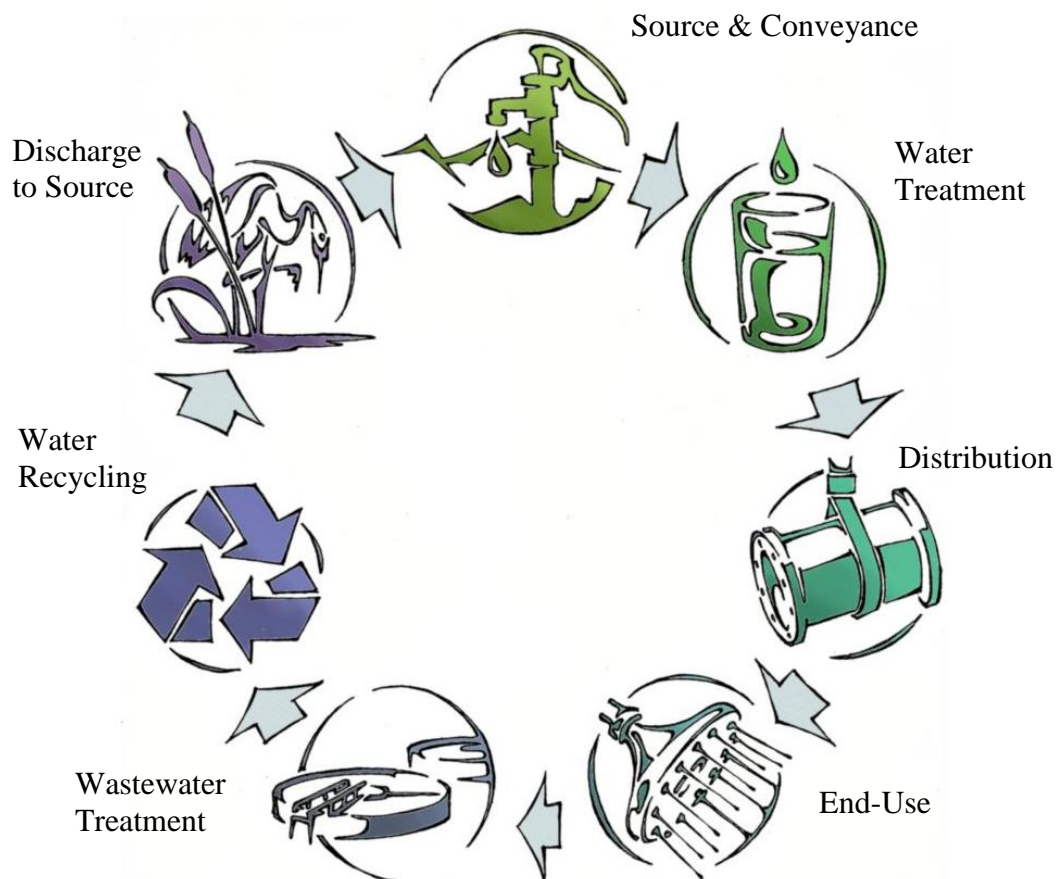 Source & Conveyance
Water
Treatment
Distribution
End-Use
Wastewater
Treatment
Water
Recycling
Discharge
to Source